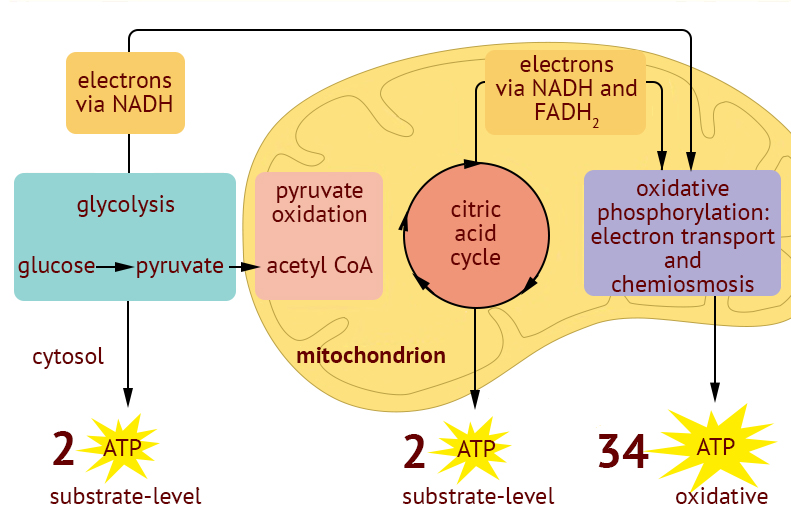 electrons
via NADH
electrons
via NADH and
FADH₂
glycolysis
glucose pyruvate
pyruvate
oxidation
acetyl CoA
citric
acid
cycle
oxidative
phosphorylation:
electron transport
and
chemiosmosis
cytosol
mitochondrion
2 ATP
substrate-level
2 ATP
substrate-level
34 ATP
oxidative